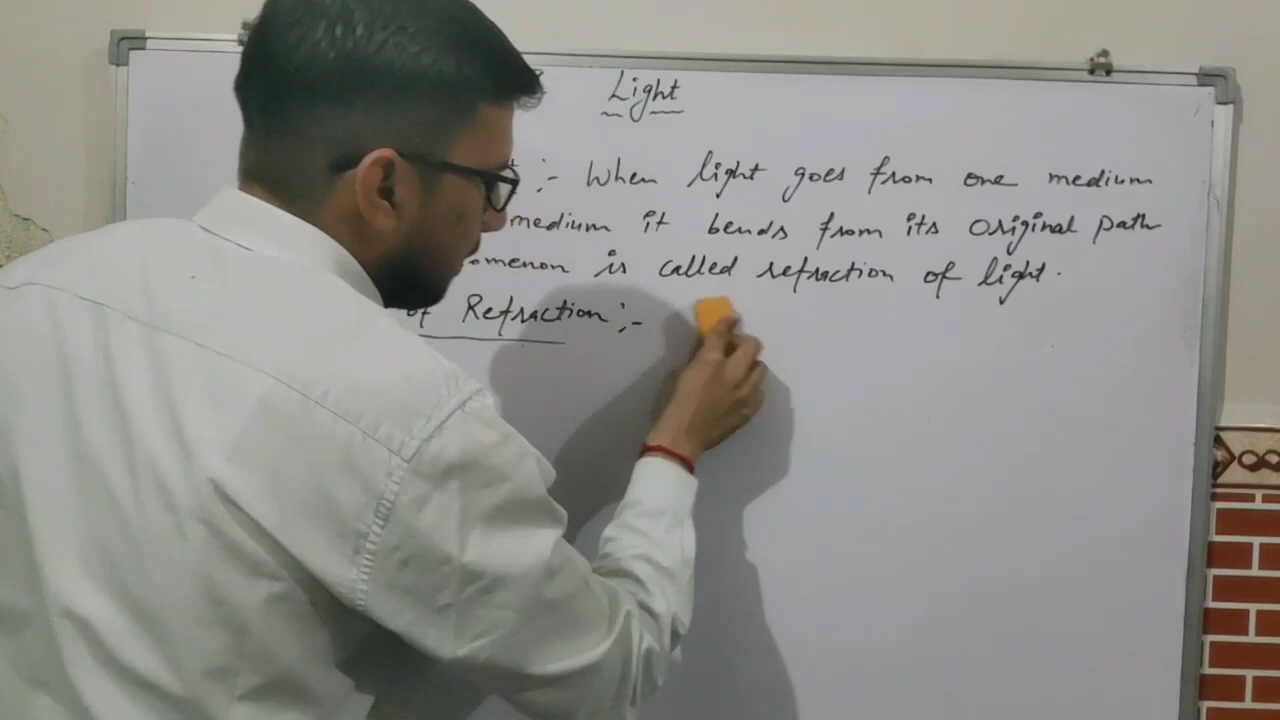 Light
:- When light goes from one medium
medium it bends from its original path
omenon is called refraction of light.
of Refraction :-